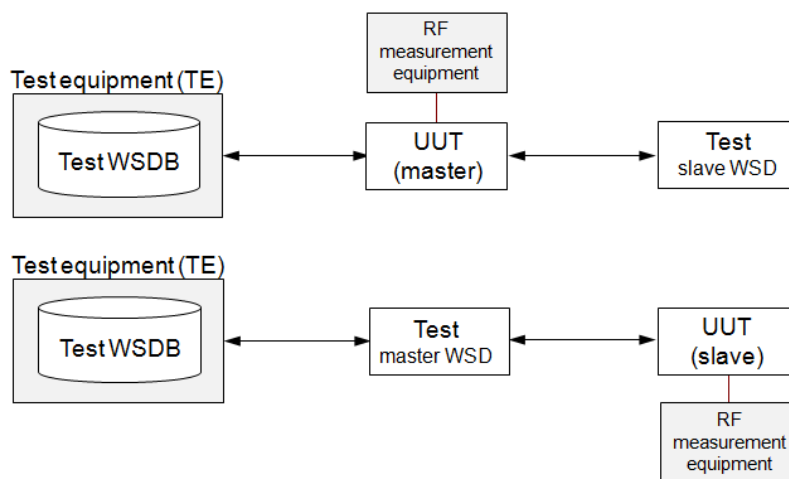 RF
measurement
equipment
Test equipment (TE)
Test WSDB
UUT
(master)
Test
slave WSD
Test equipment (TE)
Test WSDB
Test
master WSD
UUT
(slave)
RF
measurement
equipment